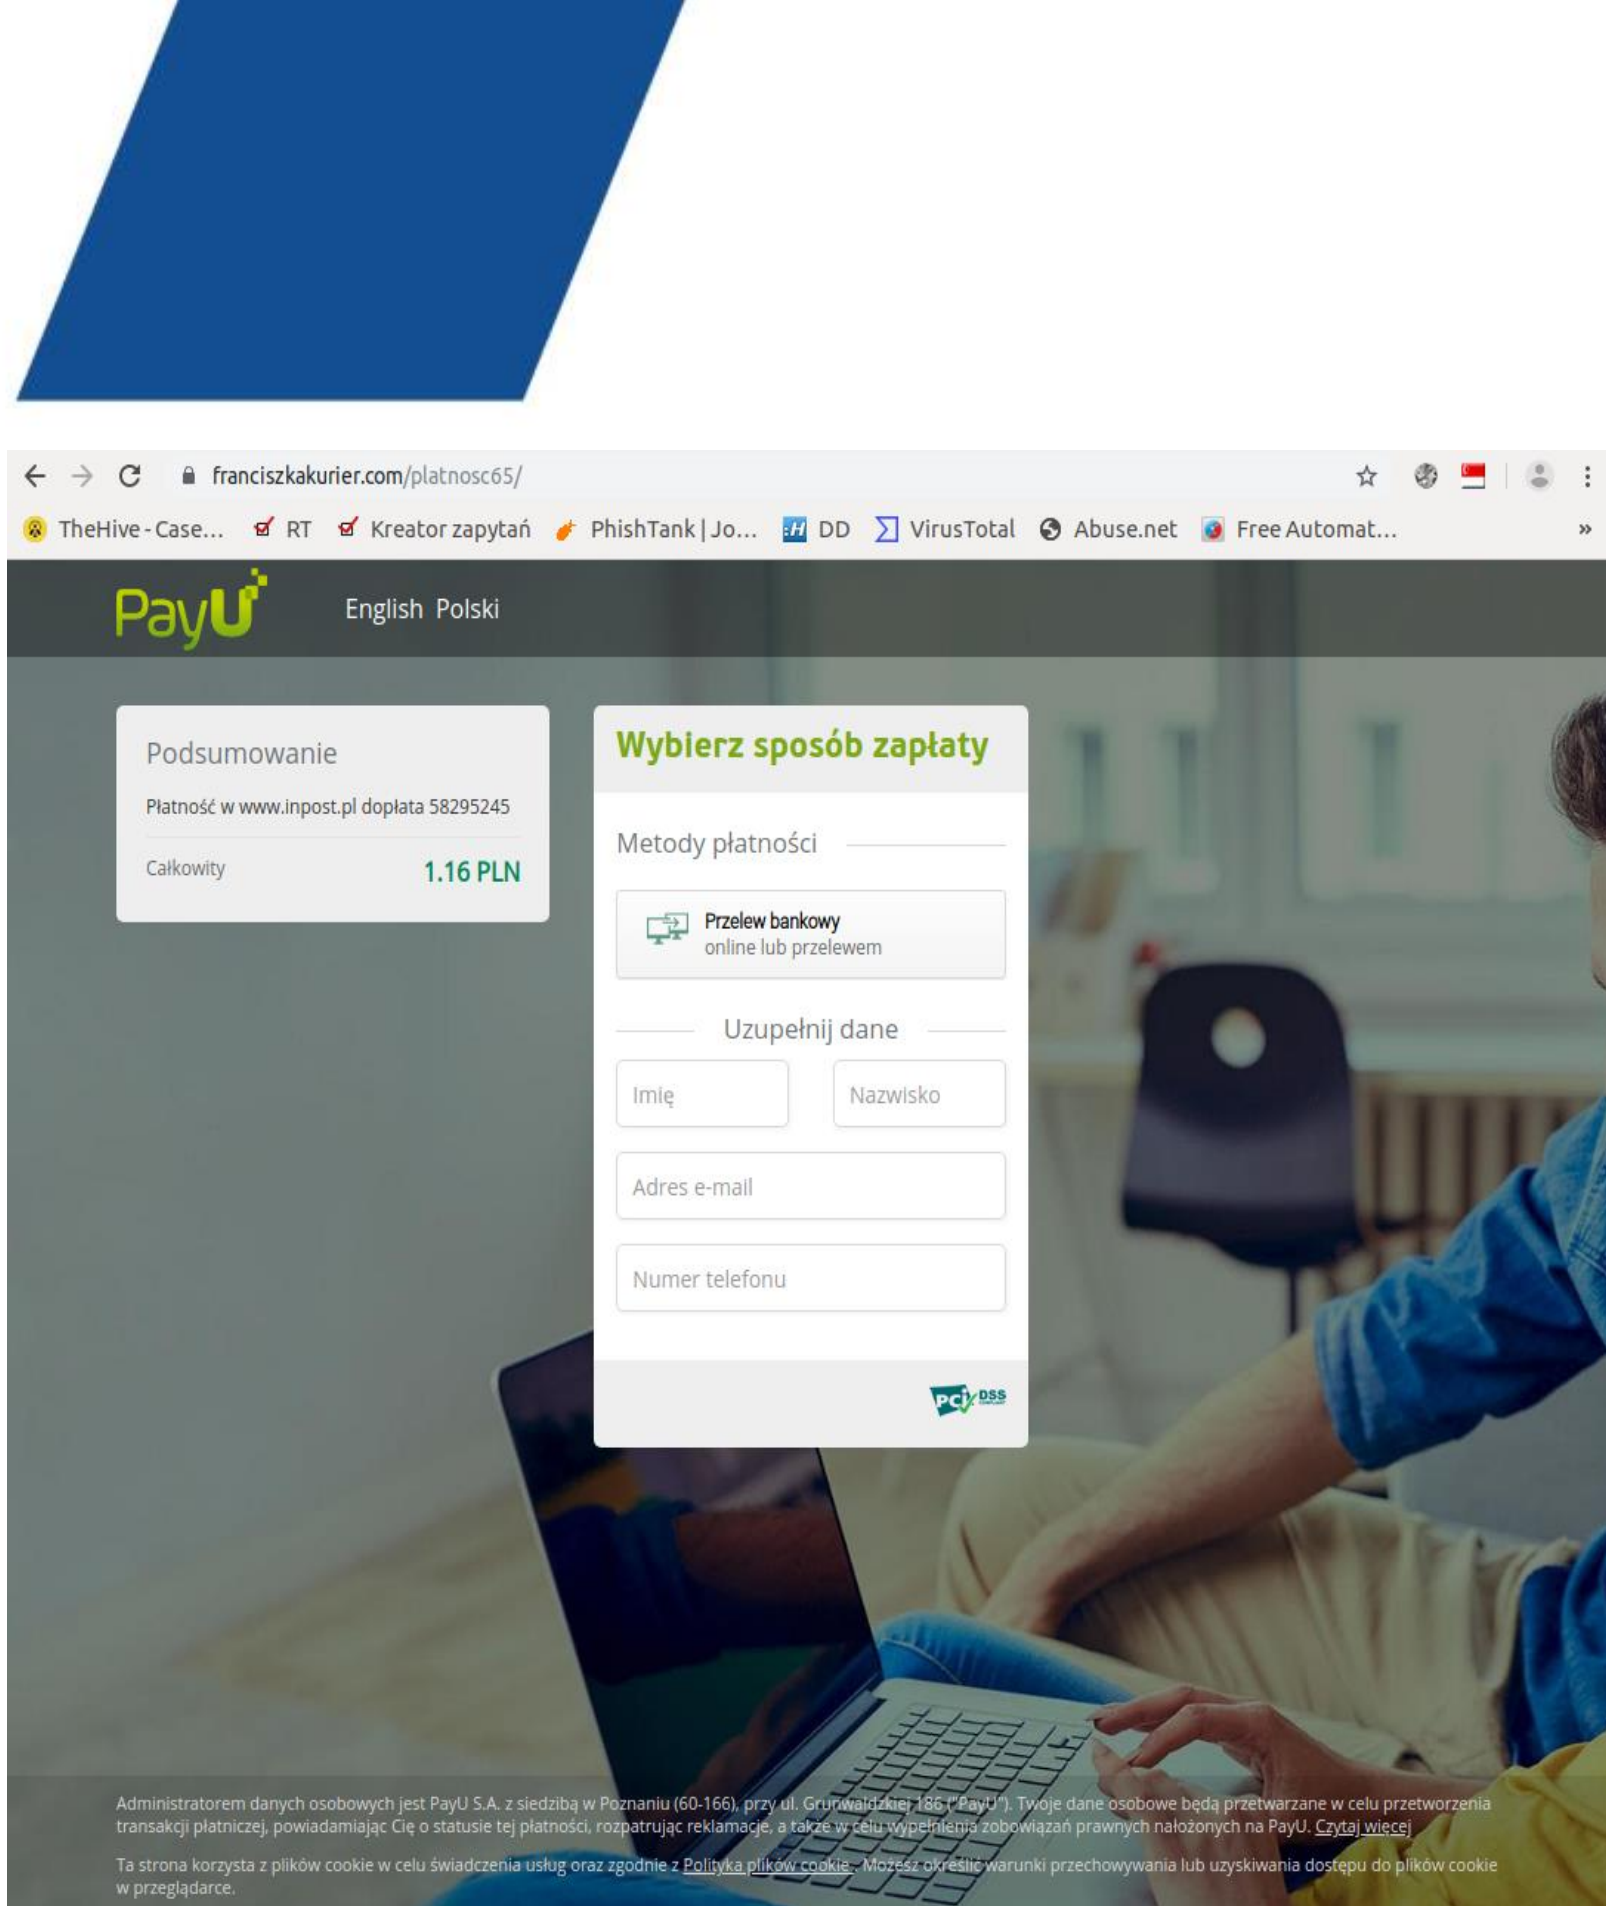 franciszkakurier.com/platnosc65/
TheHive - Case... RT Kreator zapytań PhishTank | Jo... :H DD VirusTotal Abuse.net Free Automat... »
PayU English Polski
Podsumowanie
Płatność w www.inpost.pl dopłata 58295245
Całkowity 1.16 PLN
Wybierz sposób zapłaty
Metody płatności
Przelew bankowy
online lub przelewem
Uzupełnij dane
Imię Nazwisko
Adres e-mail
Numer telefonu
PCI DSS
COMPLIANT
Administratorem danych osobowych jest PayU S.A. z siedzibą w Poznaniu (60-166), przy ul. Grunwaldzkiej 186 ("PayU"). Twoje dane osobowe będą przetwarzane w celu przetworzenia
transakcji płatniczej, powiadamiając Cię o statusie tej płatności, rozpatrując reklamacje, a także w celu wypełnienia zobowiązań prawnych nałożonych na PayU. Czytaj więcej
Ta strona korzysta z plików cookie w celu świadczenia usług oraz zgodnie z Polityka plików cookie . Możesz określić warunki przechowywania lub uzyskiwania dostępu do plików cookie
w przeglądarce.